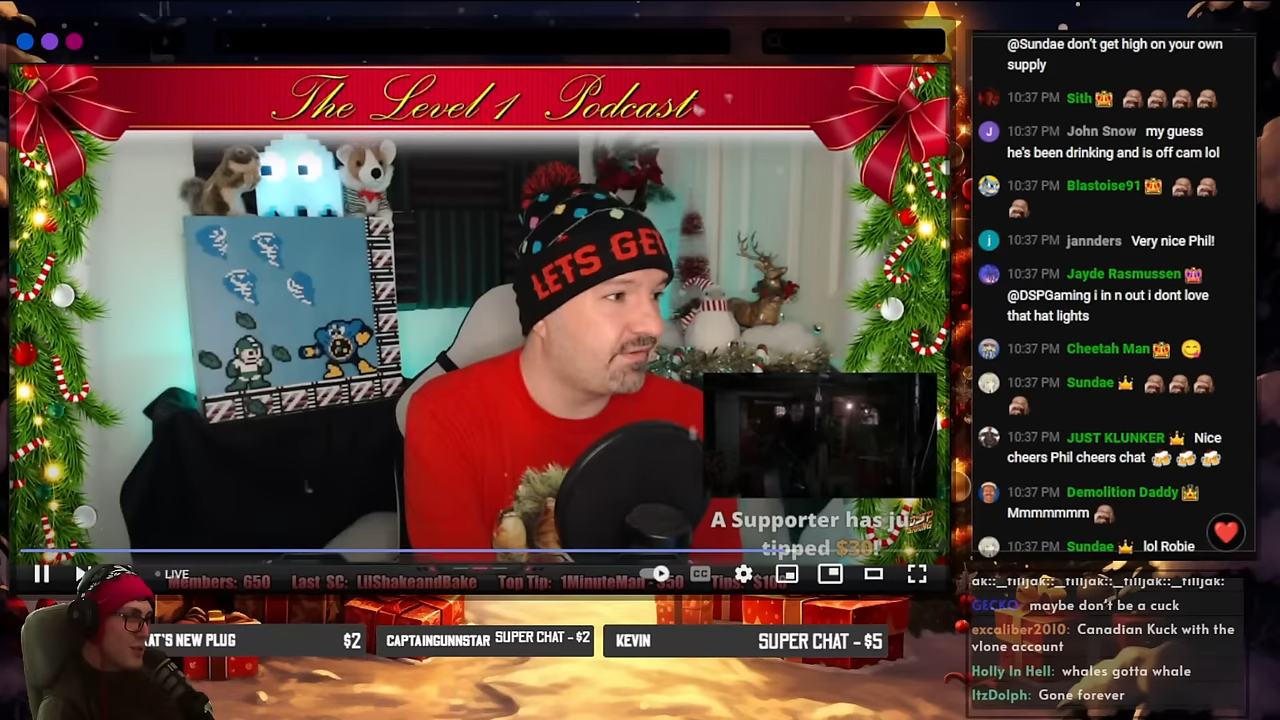 The Level 1 Podcast
LETS GET
A Supporter has ju
tipped $30!
LIVE
CC
Members: 650 Last SC: LilShakeandBake Top Tip: 1MinuteMan - $50 Tips: $10
AT'S NEW PLUG $2
CAPTAINGUNNSTAR SUPER CHAT - $2
KEVIN SUPER CHAT - $5
@Sundae don't get high on your own
supply
10:37 PM Sith
10:37 PM John Snow my guess
he's been drinking and is off cam lol
10:37 PM Blastoise91
10:37 PM jannders Very nice Phil!
10:37 PM Jayde Rasmussen
@DSPGaming i in n out i dont love
that hat lights
10:37 PM Cheetah Man
10:37 PM Sundae
10:37 PM JUST KLUNKER Nice
cheers Phil cheers chat
10:37 PM Demolition Daddy
Mmmmmmm
10:37 PM Sundae lol Robie
ak::_tilljak::_tilljak::_tilljak::_tilljak:
GECKO: maybe don't be a cuck
excaliber2010: Canadian Kuck with the
vlone account
Holly In Hell: whales gotta whale
ItzDolph: Gone forever